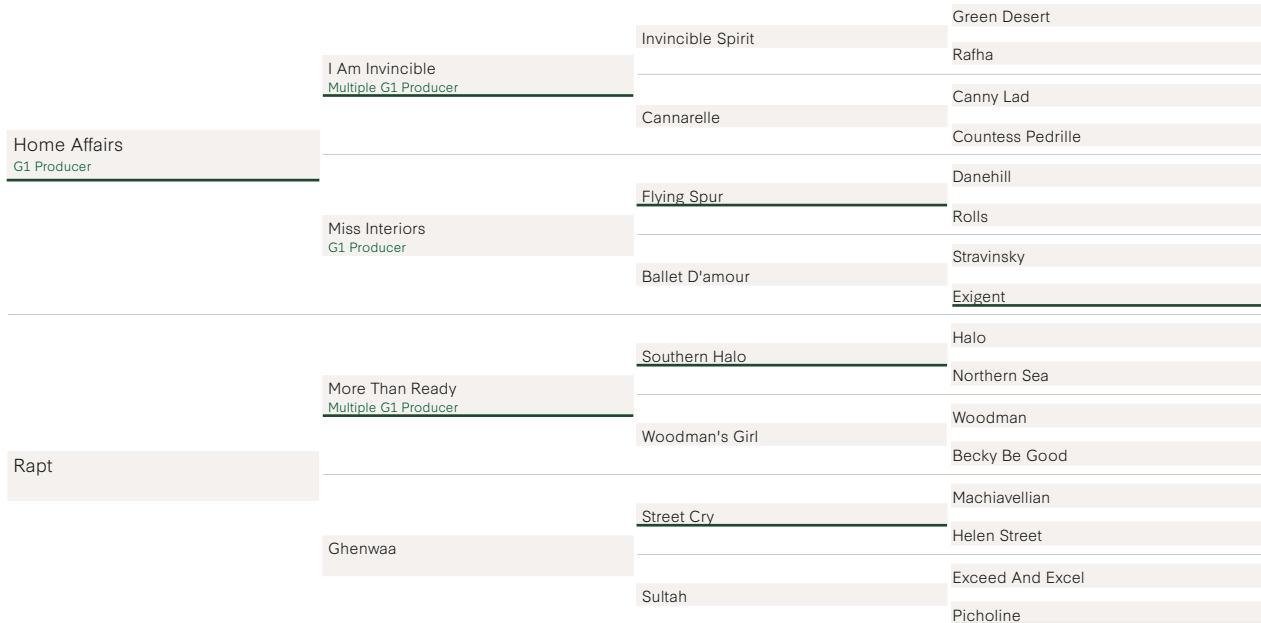 Home Affairs
G1 Producer
Rapt
I Am Invincible
Multiple G1 Producer
Miss Interiors
G1 Producer
More Than Ready
Multiple G1 Producer
Ghenwaa
Invincible Spirit
Cannarelle
Flying Spur
Ballet D'amour
Southern Halo
Woodman's Girl
Street Cry
Sultah
Green Desert
Rafha
Canny Lad
Countess Pedrille
Danehill
Rolls
Stravinsky
Exigent
Halo
Northern Sea
Woodman
Becky Be Good
Machiavellian
Helen Street
Exceed And Excel
Picholine